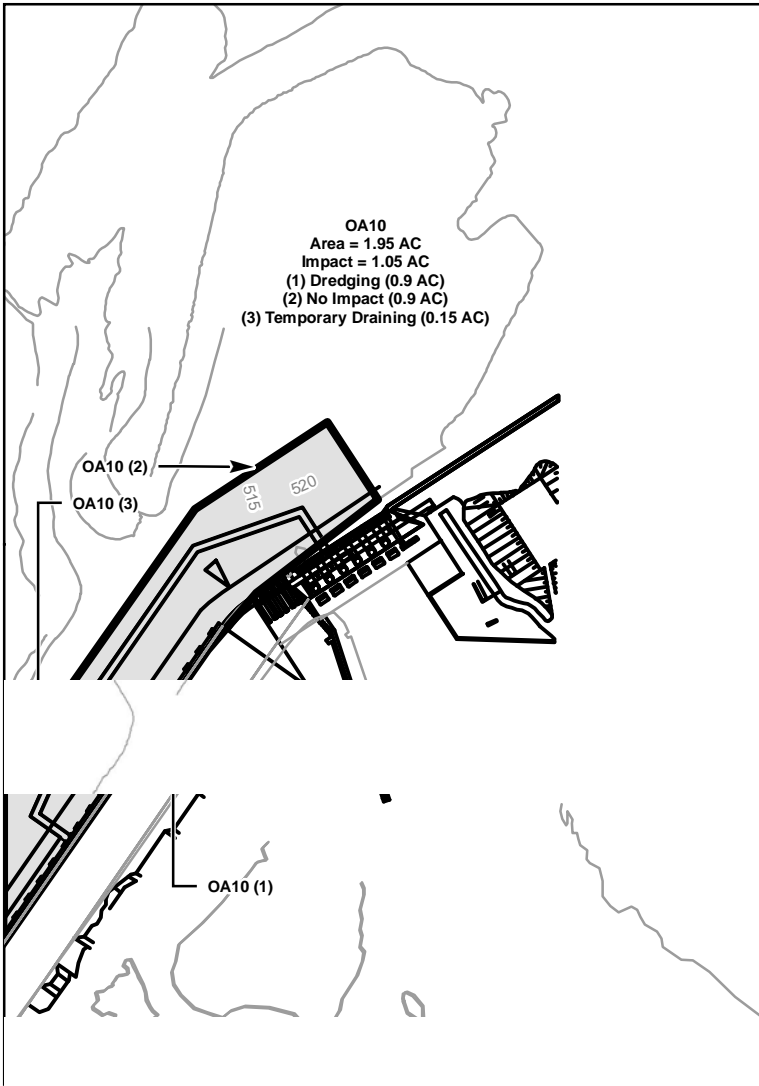 OA10
Area = 1.95 AC
Impact = 1.05 AC
(1) Dredging (0.9 AC)
(2) No Impact (0.9 AC)
(3) Temporary Draining (0.15 AC)
OA10 (2)
515
520
OA10 (3)
OA10 (1)